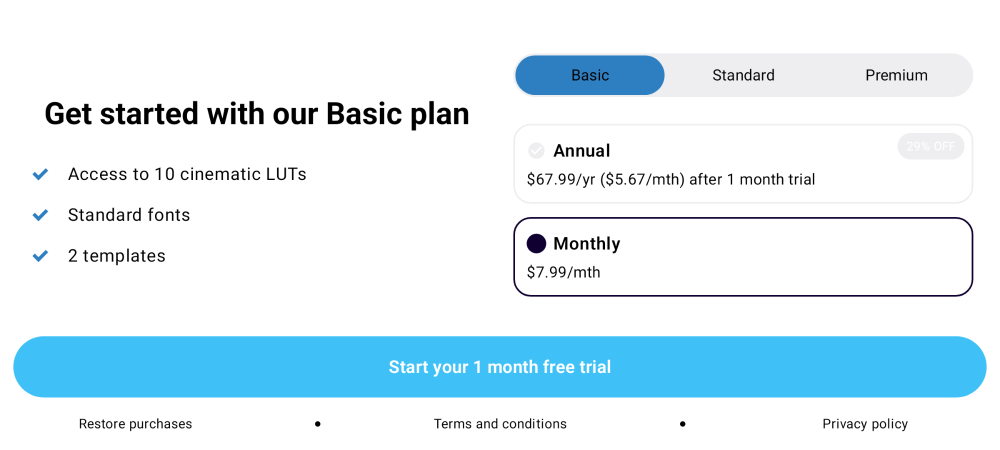 Get started with our Basic plan
Access to 10 cinematic LUTs
Standard fonts
2 templates
Basic
Standard
Premium
Annual
29% OFF
$67.99/yr ($5.67/mth) after 1 month trial
Monthly
$7.99/mth
Start your 1 month free trial
Restore purchases
Terms and conditions
Privacy policy